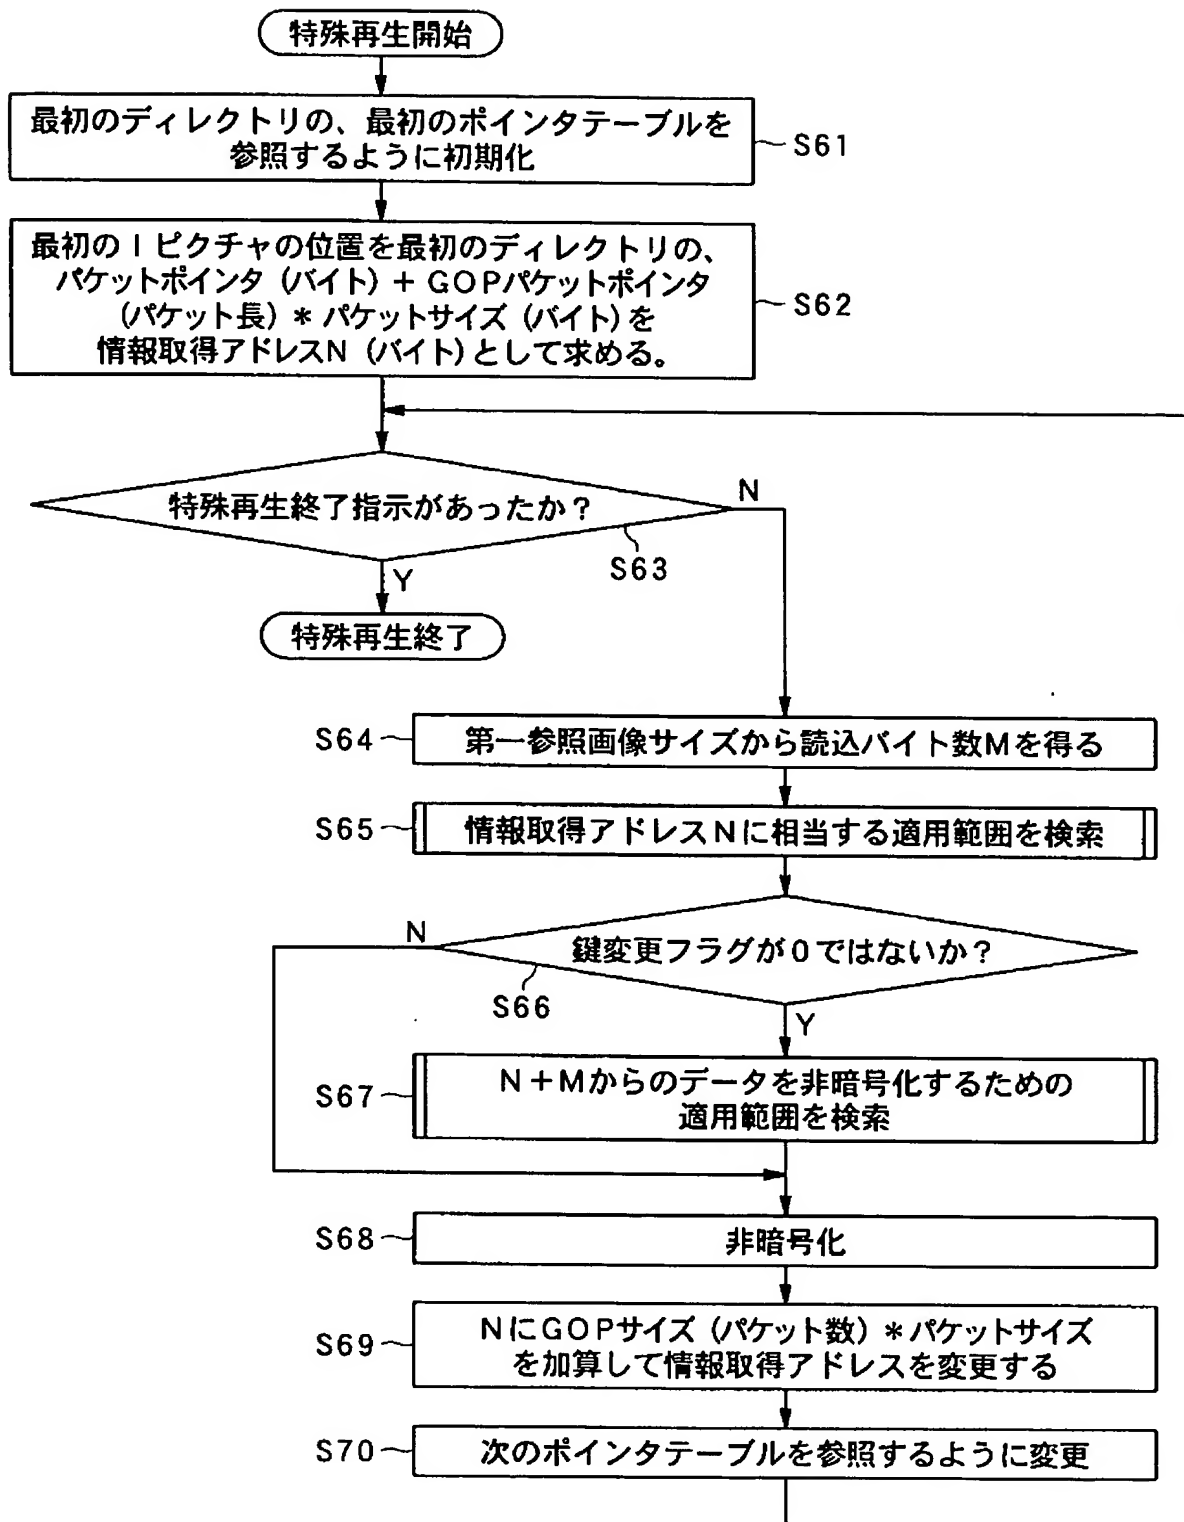 特殊再生開始
最初のディレクトリの、最初のポインタテーブルを
参照するように初期化
S61
最初のIピクチャの位置を最初のディレクトリの、
パケットポインタ(バイト)+GOPパケットポインタ
(パケット長)*パケットサイズ(バイト)を
情報取得アドレスN(バイト)として求める。
S62
特殊再生終了指示があったか?
N
S63
Y
特殊再生終了
S64
第一参照画像サイズから読込バイト数Mを得る
S65
情報取得アドレスNに相当する適用範囲を検索
N
鍵変更フラグが0ではないか?
S66
Y
S67
N+Mからのデータを非暗号化するための
適用範囲を検索
S68
非暗号化
S69
NにGOPサイズ(パケット数)*パケットサイズ
を加算して情報取得アドレスを変更する
S70
次のポインタテーブルを参照するように変更